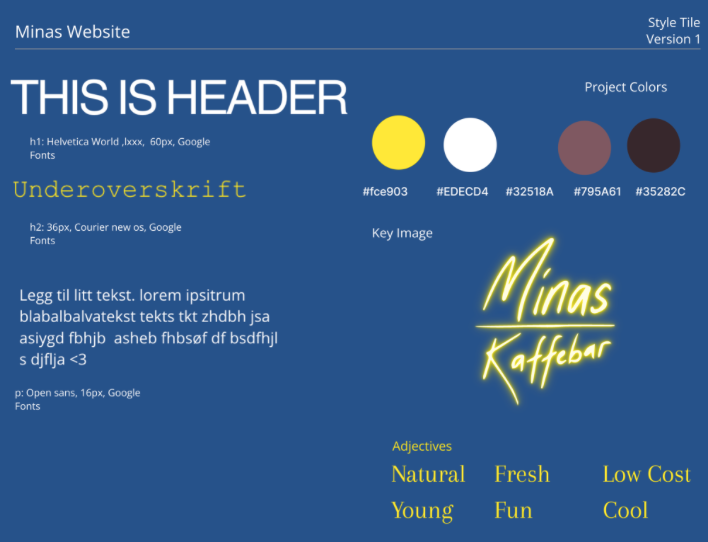 Minas Website
Style Tile
Version 1
THIS IS HEADER
h1: Helvetica World ,lxxx,  60px, Google
Fonts
Underoverskrift
h2: 36px, Courier new os, Google
Fonts
Legg til litt tekst. lorem ipsitrum
blabalbalvatekst tekts tkt zhdbh jsa
asiygd fbhjb  asheb fhbsøf df bsdfhjl
s djflja <3
p: Open sans, 16px, Google
Fonts
Project Colors
#fce903 #EDECD4 #32518A #795A61 #35282C
Key Image
Minas
Kaffebar
Adjectives
Natural Fresh Low Cost
Young Fun Cool